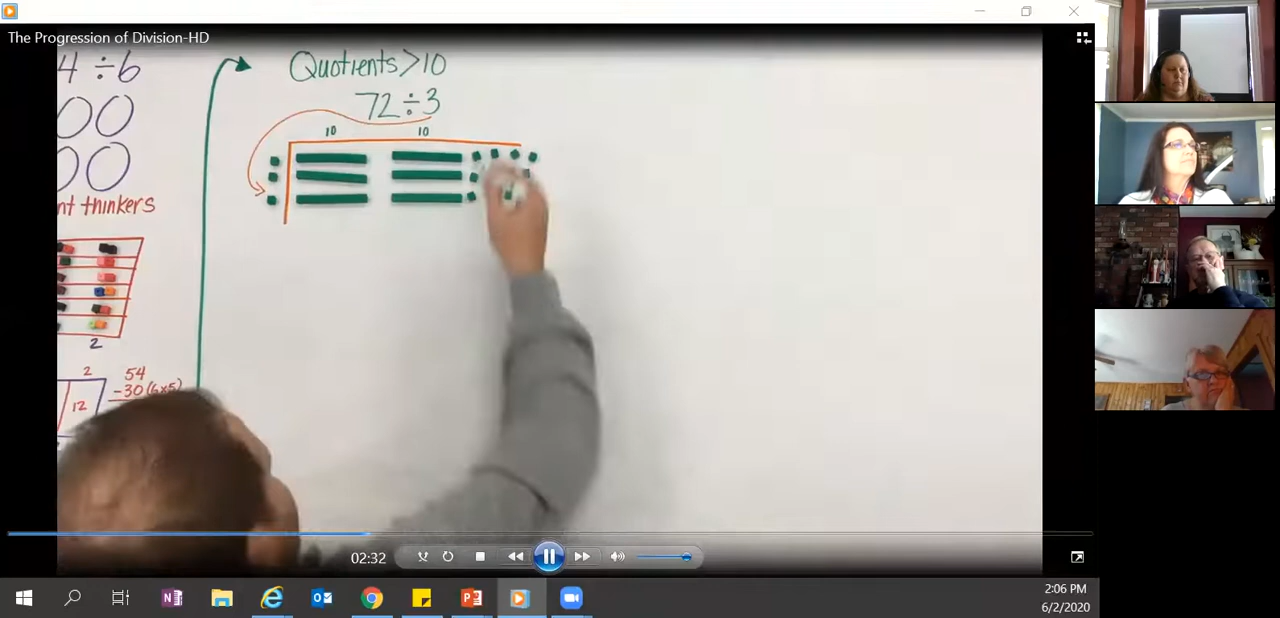 The Progression of Division-HD
4 ÷6
nt thinkers
2
2
12
54
-30 (6x5)
Quotients>10
72÷3
10
10
02:32
2:06 PM
6/2/2020